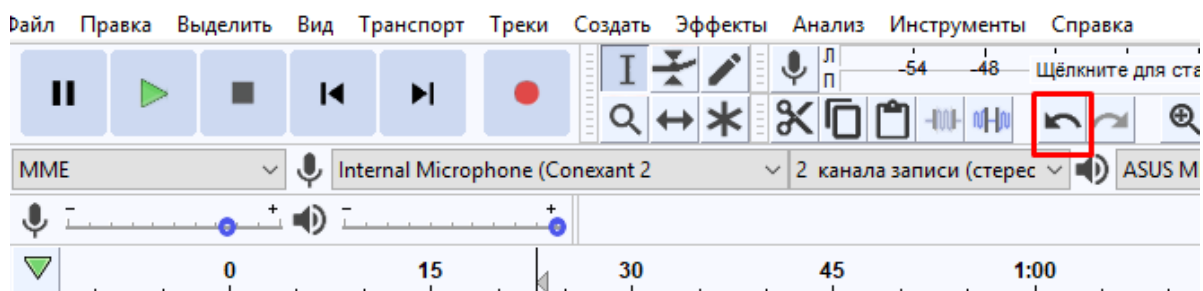 Файл Правка Выделить Вид Транспорт Треки Создать Эффекты Анализ Инструменты Справка
Л
П
-54 -48 Щёлкните для ста
MME Internal Microphone (Conexant 2 2 канала записи (стерес ASUS M
- + - +
0 15 30 45 1:00